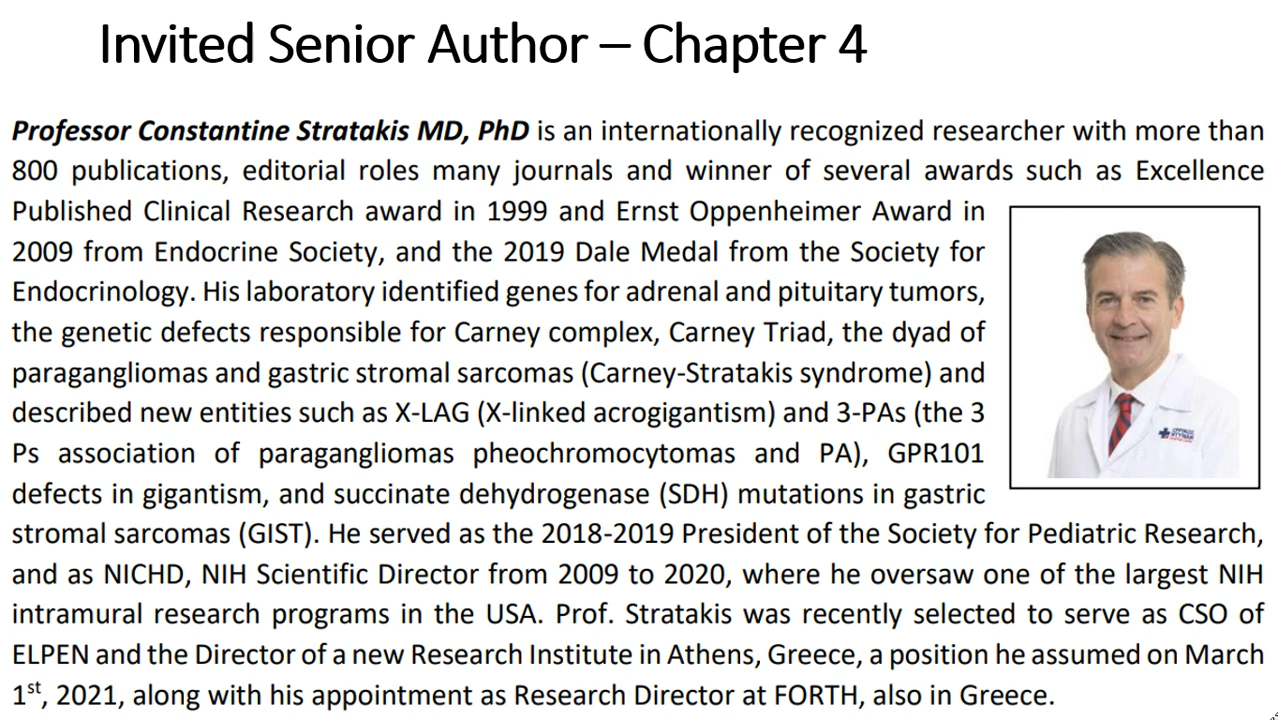 Invited Senior Author – Chapter 4
Professor Constantine Stratakis MD, PhD is an internationally recognized researcher with more than
800 publications, editorial roles many journals and winner of several awards such as Excellence
Published Clinical Research award in 1999 and Ernst Oppenheimer Award in
2009 from Endocrine Society, and the 2019 Dale Medal from the Society for
Endocrinology. His laboratory identified genes for adrenal and pituitary tumors,
the genetic defects responsible for Carney complex, Carney Triad, the dyad of
paragangliomas and gastric stromal sarcomas (Carney-Stratakis syndrome) and
described new entities such as X-LAG (X-linked acrogigantism) and 3-PAs (the 3
Ps association of paragangliomas pheochromocytomas and PA), GPR101
defects in gigantism, and succinate dehydrogenase (SDH) mutations in gastric
stromal sarcomas (GIST). He served as the 2018-2019 President of the Society for Pediatric Research,
and as NICHD, NIH Scientific Director from 2009 to 2020, where he oversaw one of the largest NIH
intramural research programs in the USA. Prof. Stratakis was recently selected to serve as CSO of
ELPEN and the Director of a new Research Institute in Athens, Greece, a position he assumed on March
1st, 2021, along with his appointment as Research Director at FORTH, also in Greece.